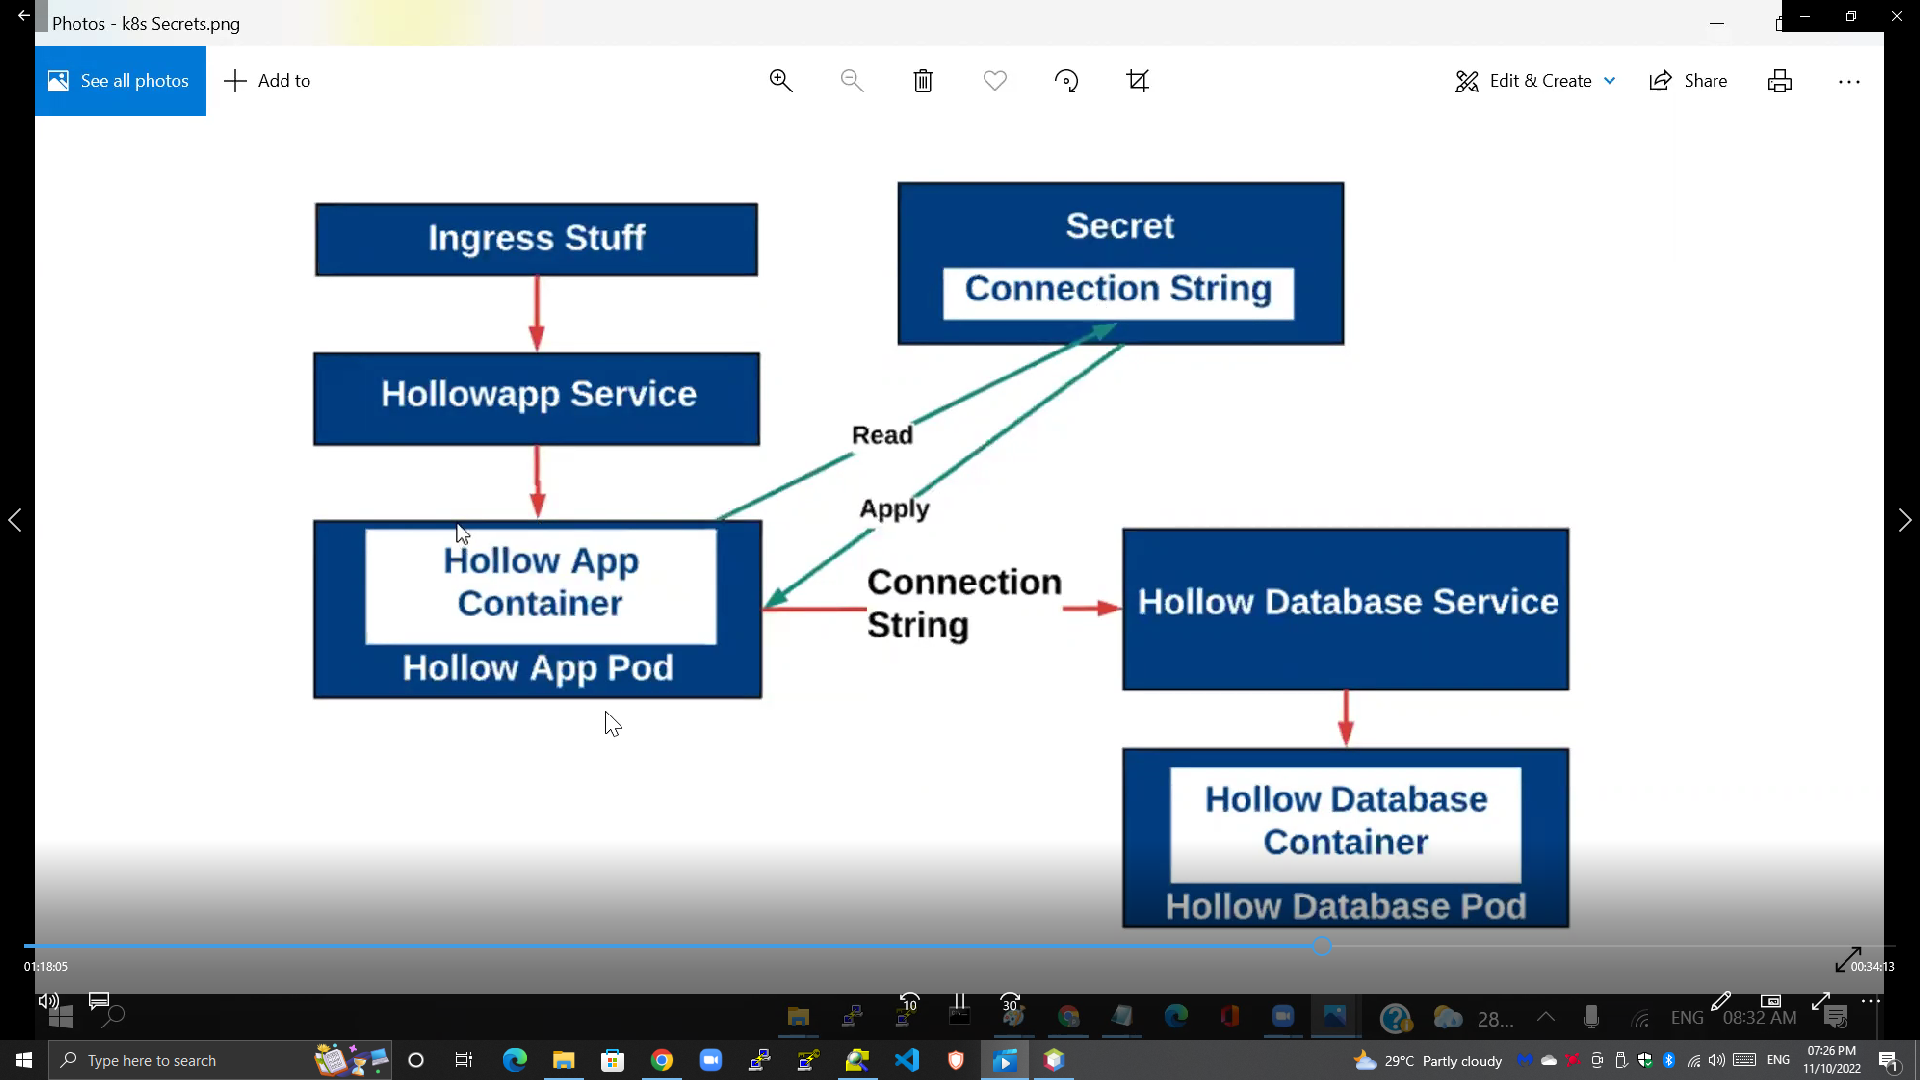 Photos - k8s Secrets.png
See all photos
Add to
Edit & Create
Share
Ingress Stuff
Secret
Connection String
Hollowapp Service
Read
Apply
Hollow App
Container
Hollow App Pod
Connection
String
Hollow Database Service
Hollow Database
Container
Hollow Database Pod
01:18:05
00:34:13
10
30
28...
ENG
08:32 AM
Type here to search
29°C Partly cloudy
ENG
07:26 PM
11/10/2022
1